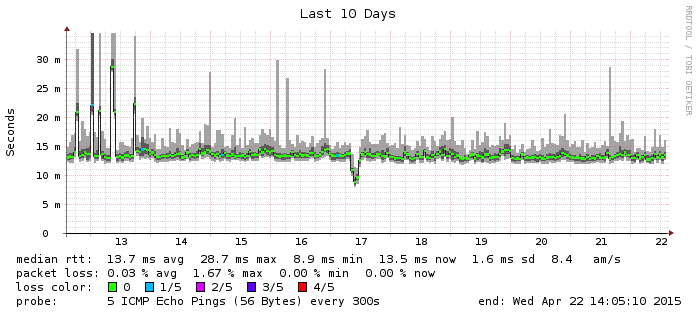 Last 10 Days
RRDTOOL / TOBI OETIKER
Seconds
30 m
25 m
20 m
15 m
10 m
5 m
0
13 14 15 16 17 18 19 20 21 22
median rtt: 13.7 ms avg 28.7 ms max 8.9 ms min 13.5 ms now 1.6 ms sd 8.4 am/s
packet loss: 0.03 % avg 1.67 % max 0.00 % min 0.00 % now
loss color: 0 1/5 2/5 3/5 4/5
probe: 5 ICMP Echo Pings (56 Bytes) every 300s end: Wed Apr 22 14:05:10 2015